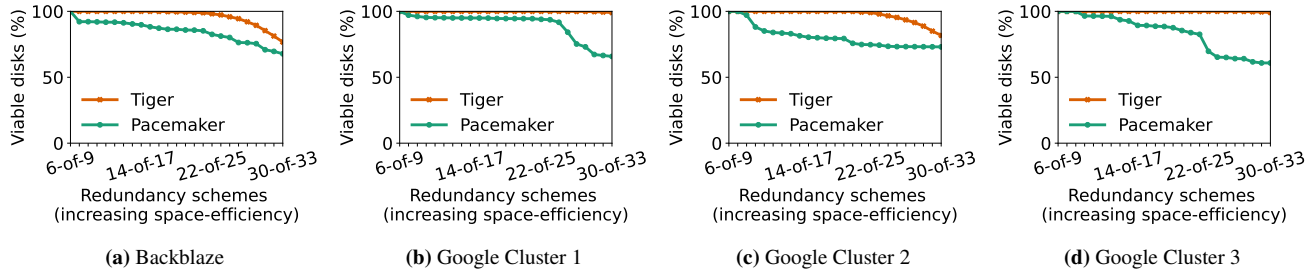 Viable disks (%)
100
50
0
Tiger
Pacemaker
6-of-9
14-of-17
22-of-25
30-of-33
Redundancy schemes
(increasing space-efficiency)
(a) Backblaze
Viable disks (%)
100
50
0
Tiger
Pacemaker
6-of-9
14-of-17
22-of-25
30-of-33
Redundancy schemes
(increasing space-efficiency)
(b) Google Cluster 1
Viable disks (%)
100
50
0
Tiger
Pacemaker
6-of-9
14-of-17
22-of-25
30-of-33
Redundancy schemes
(increasing space-efficiency)
(c) Google Cluster 2
Viable disks (%)
100
50
0
Tiger
Pacemaker
6-of-9
14-of-17
22-of-25
30-of-33
Redundancy schemes
(increasing space-efficiency)
(d) Google Cluster 3